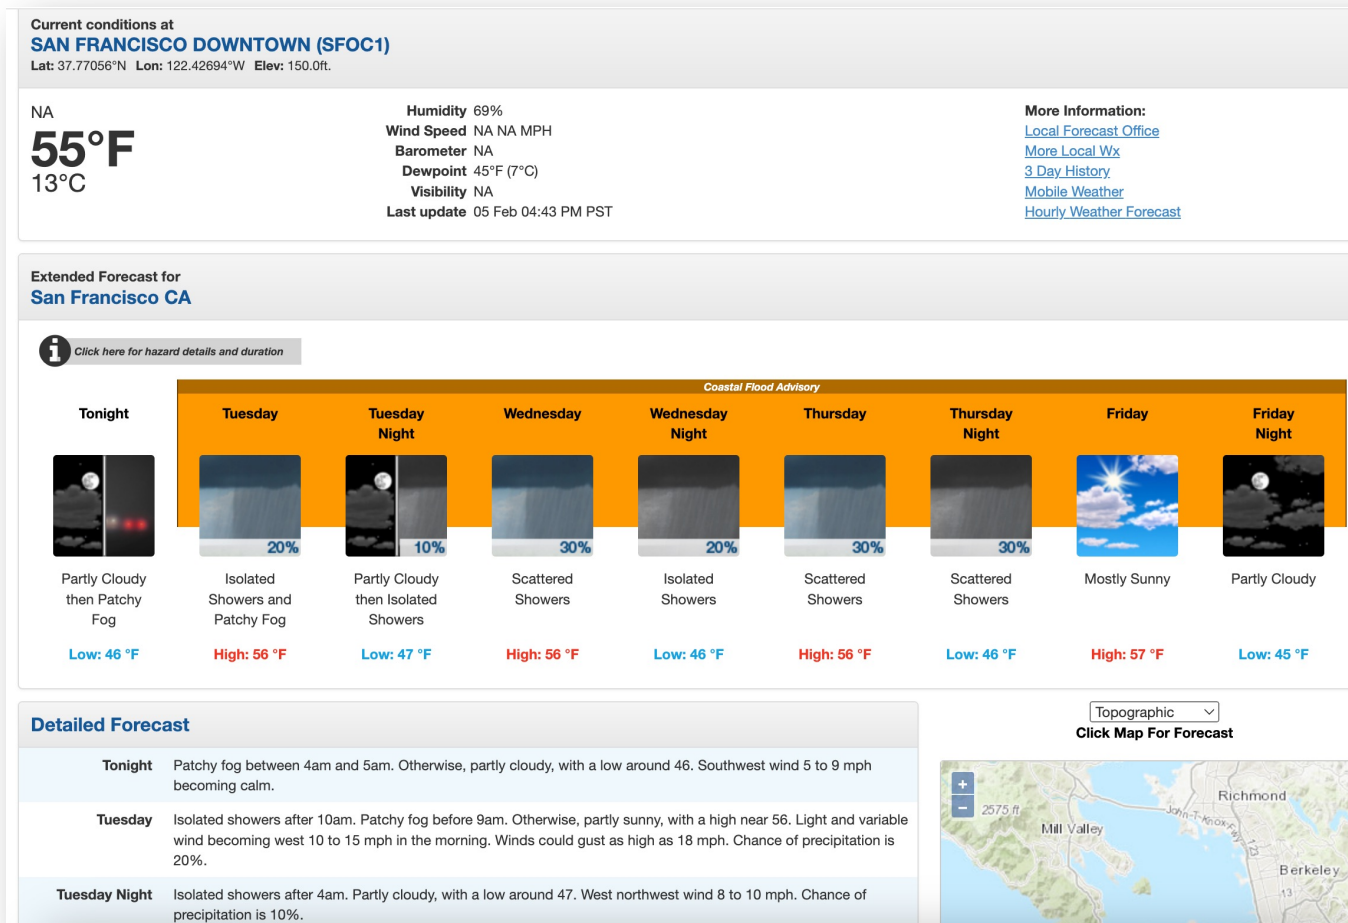 Current conditions at
SAN FRANCISCO DOWNTOWN (SFOC1)
Lat: 37.77056°N Lon: 122.42694°W Elev: 150.0ft.
NA
55°F
13°C
Humidity 69%
Wind Speed NA NA MPH
Barometer NA
Dewpoint 45°F (7°C)
Visibility NA
Last update 05 Feb 04:43 PM PST
More Information:
Local Forecast Office
More Local Wx
3 Day History
Mobile Weather
Hourly Weather Forecast
Extended Forecast for
San Francisco CA
Click here for hazard details and duration
Coastal Flood Advisory
Tonight
Partly Cloudy
then Patchy
Fog
Low: 46 °F
Tuesday
20%
Isolated
Showers and
Patchy Fog
High: 56 °F
Tuesday
Night
10%
Partly Cloudy
then Isolated
Showers
Low: 47 °F
Wednesday
30%
Scattered
Showers
High: 56 °F
Wednesday
Night
20%
Isolated
Showers
Low: 46 °F
Thursday
30%
Scattered
Showers
High: 56 °F
Thursday
Night
30%
Scattered
Showers
Low: 46 °F
Friday
Mostly Sunny
High: 57 °F
Friday
Night
Partly Cloudy
Low: 45 °F
Detailed Forecast
Tonight
Patchy fog between 4am and 5am. Otherwise, partly cloudy, with a low around 46. Southwest wind 5 to 9 mph
becoming calm.
Tuesday
Isolated showers after 10am. Patchy fog before 9am. Otherwise, partly sunny, with a high near 56. Light and variable
wind becoming west 10 to 15 mph in the morning. Winds could gust as high as 18 mph. Chance of precipitation is
20%.
Tuesday Night
Isolated showers after 4am. Partly cloudy, with a low around 47. West northwest wind 8 to 10 mph. Chance of
precipitation is 10%.
Topographic
Click Map For Forecast
+
−
2575 ft
Mill Valley
Richmond
John-T-Knox-Fwy
123
Berkeley
13